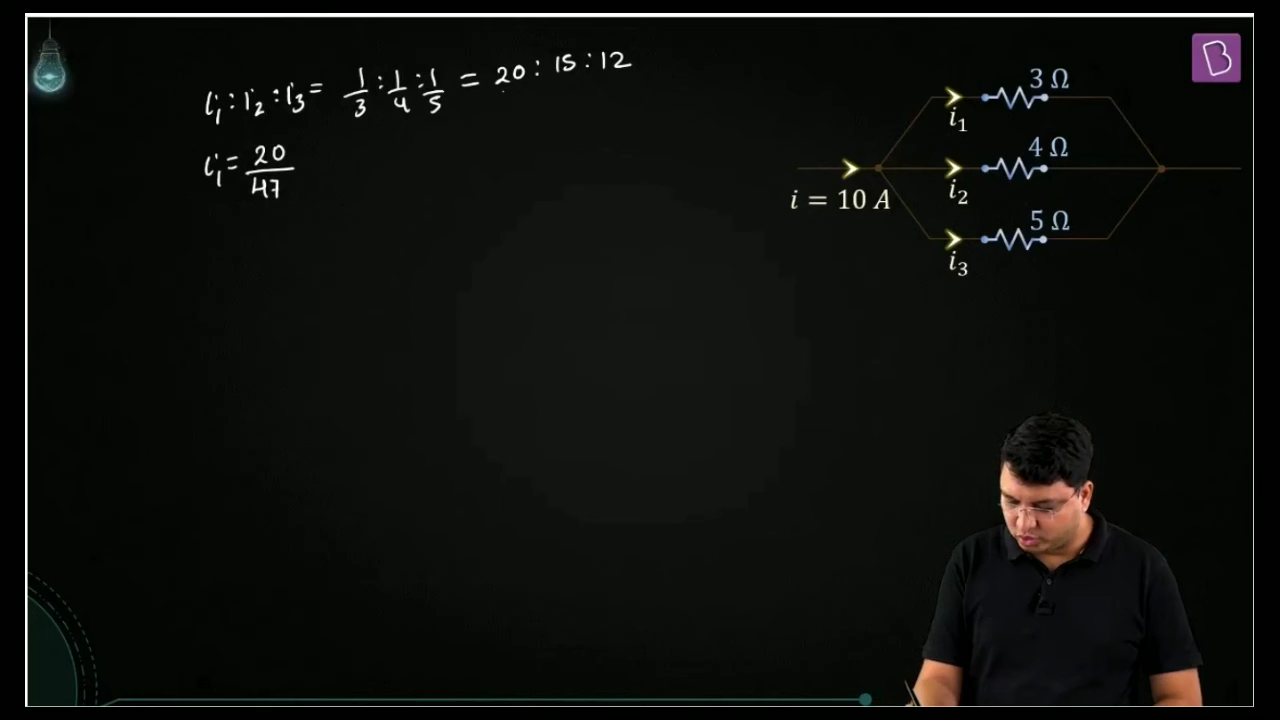 i₁ : i₂ : i₃ = 1/3 : 1/4 : 1/5 = 20 : 15 : 12
i₁ = 20/47
3 Ω
i₁
4 Ω
i = 10 A
i₂
5 Ω
i₃
B